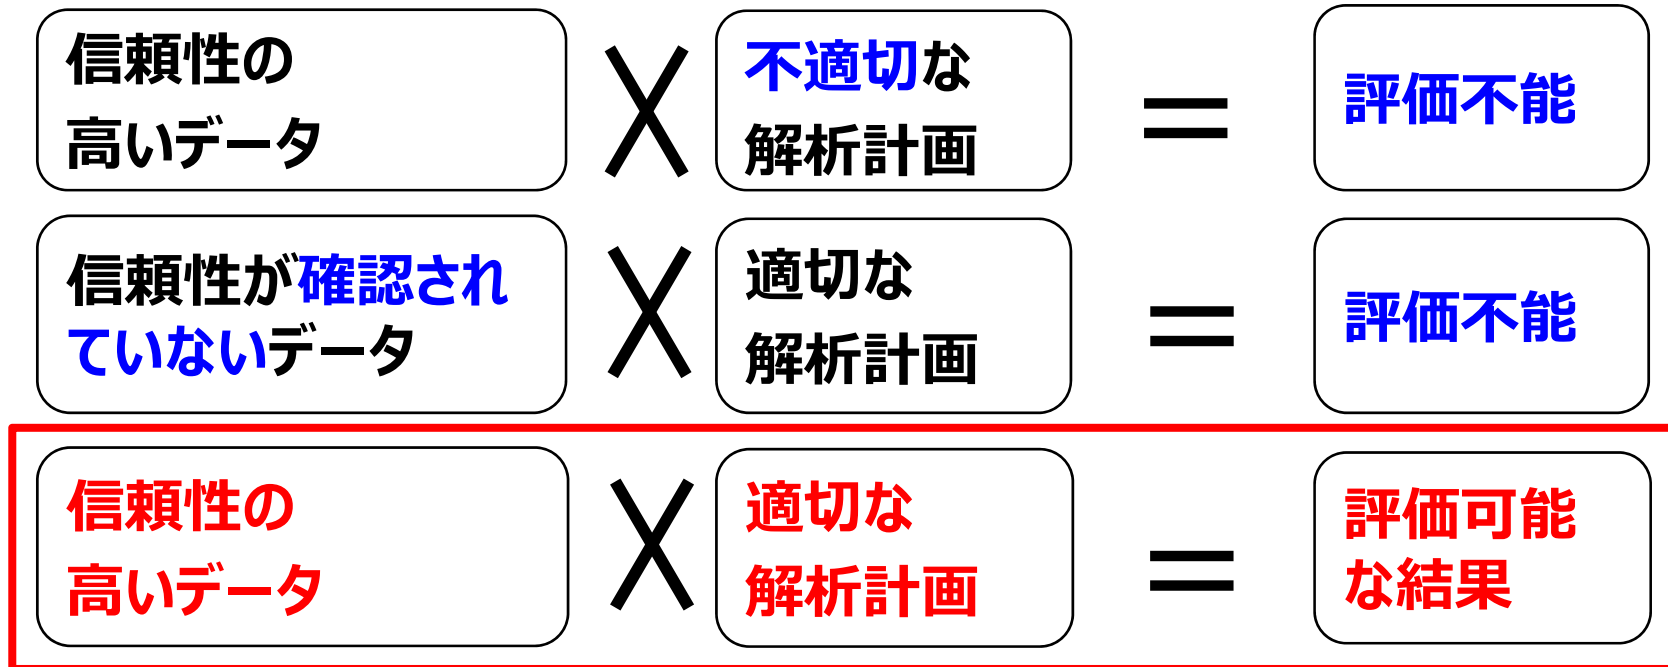 信頼性の
高いデータ
×
不適切な
解析計画
=
評価不能
信頼性が確認され
ていないデータ
×
適切な
解析計画
=
評価不能
信頼性の
高いデータ
×
適切な
解析計画
=
評価可能
な結果